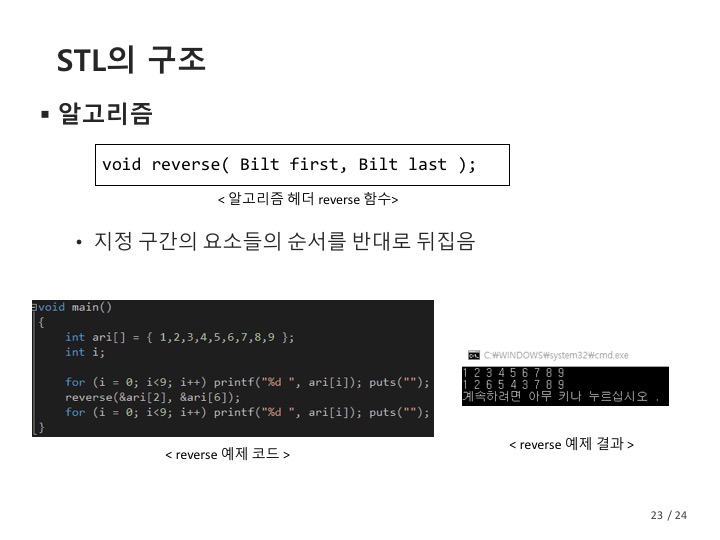 STL의 구조
▪ 알고리즘
void reverse( Bilt first, Bilt last );
< 알고리즘 헤더 reverse 함수>
• 지정 구간의 요소들의 순서를 반대로 뒤집음
void main()
{
int ari[] = { 1,2,3,4,5,6,7,8,9 };
int i;
for (i = 0; i<9; i++) printf("%d ", ari[i]); puts("");
reverse(&ari[2], &ari[6]);
for (i = 0; i<9; i++) printf("%d ", ari[i]); puts("");
}
< reverse 예제 코드 >
C:₩WINDOWS₩system32₩cmd.exe
1 2 3 4 5 6 7 8 9
1 2 6 5 4 3 7 8 9
계속하려면 아무 키나 누르십시오 .
< reverse 예제 결과 >
23 / 24